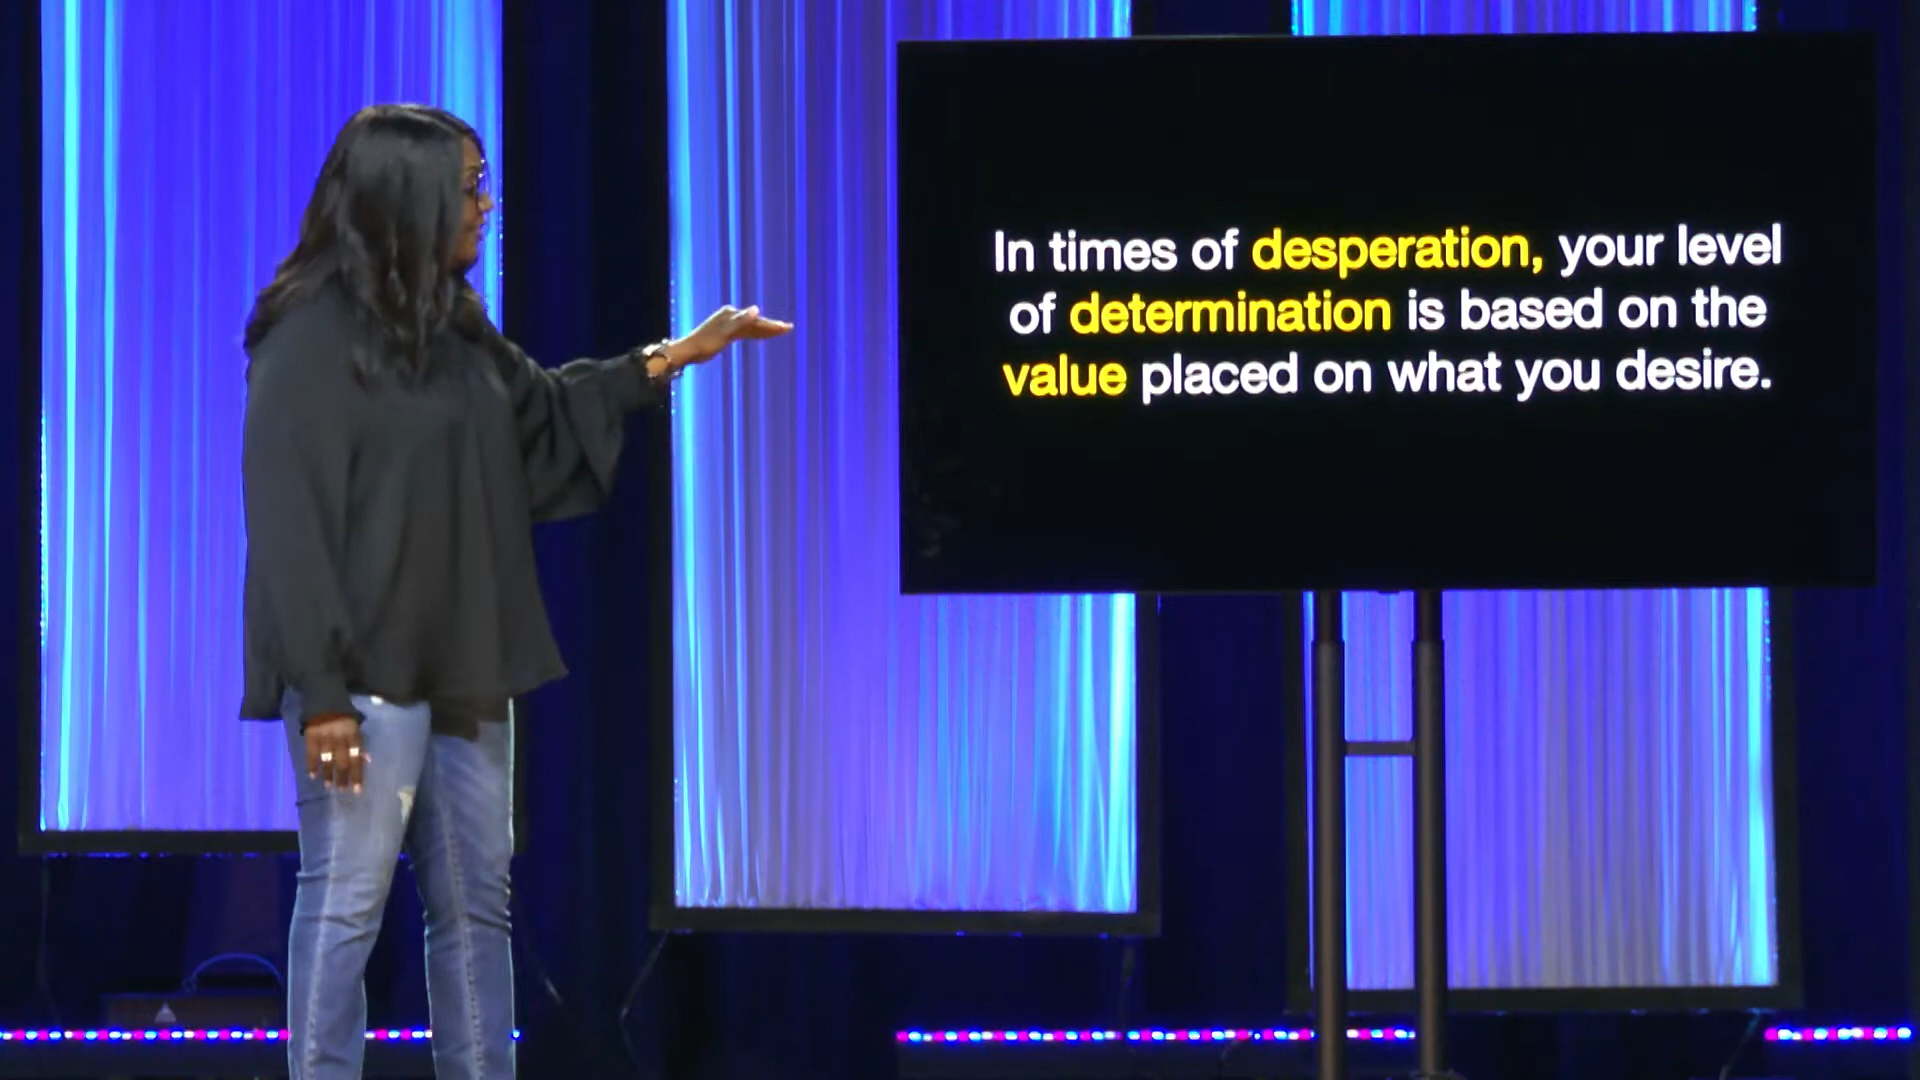 In times of desperation, your level
of determination is based on the
value placed on what you desire.